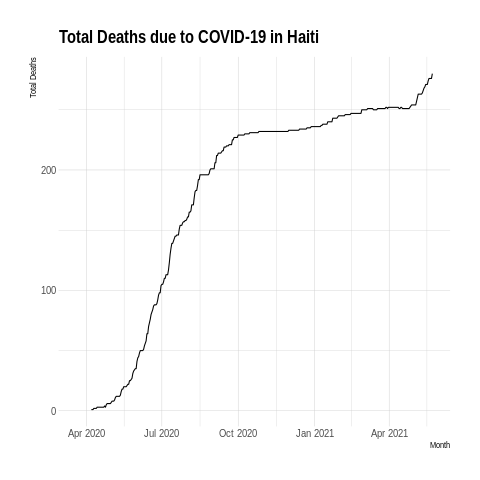 Total Deaths due to COVID-19 in Haiti
Total Deaths
200
100
0
Apr 2020 Jul 2020 Oct 2020 Jan 2021 Apr 2021
Month